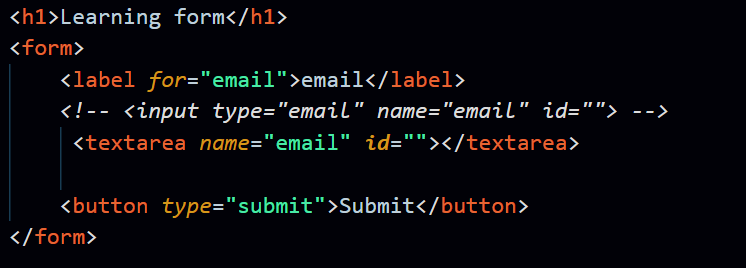 <h1>Learning form</h1>
<form>
    <label for="email">email</label>
    <!-- <input type="email" name="email" id=""> -->
     <textarea name="email" id=""></textarea>

    <button type="submit">Submit</button>
</form>